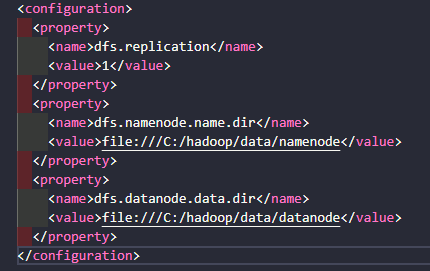 <configuration>
<property>
<name>dfs.replication</name>
<value>1</value>
</property>
<property>
<name>dfs.namenode.name.dir</name>
<value>file:///C:/hadoop/data/namenode</value>
</property>
<property>
<name>dfs.datanode.data.dir</name>
<value>file:///C:/hadoop/data/datanode</value>
</property>
</configuration>